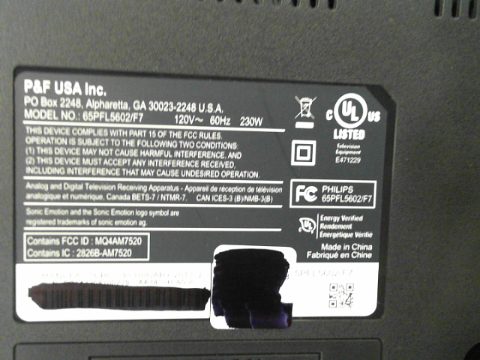 P&F USA Inc.
PO Box 2248, Alpharetta, GA 30023-2248 U.S.A.
MODEL NO.: 65PFL5602/F7 120V~ 60Hz 230W
THIS DEVICE COMPLIES WITH PART 15 OF THE FCC RULES.
OPERATION IS SUBJECT TO THE FOLLOWING TWO CONDITIONS:
(1) THIS DEVICE MAY NOT CAUSE HARMFUL INTERFERENCE, AND
(2) THIS DEVICE MUST ACCEPT ANY INTERFERENCE RECEIVED,
INCLUDING INTERFERENCE THAT MAY CAUSE UNDESIRED OPERATION.
Analog and Digital Television Receiving Apparatus - Appareil de réception de télévision
analogique et numérique, Canada BETS-7 / NTMR-7. CAN ICES-3 (B)/NMB-3(B)
Sonic Emotion and the Sonic Emotion logo symbol are
registered trademarks of sonic emotion ag.
Contains FCC ID : MQ4AM7520
Contains IC : 2826B-AM7520
C UL US
LISTED
Television
Equipment
E471229
FC PHILIPS
65PFL5602/F7
UL Energy Verified
Rendement
Énergétique Vérifié
Made in China
Fabriqué en Chine